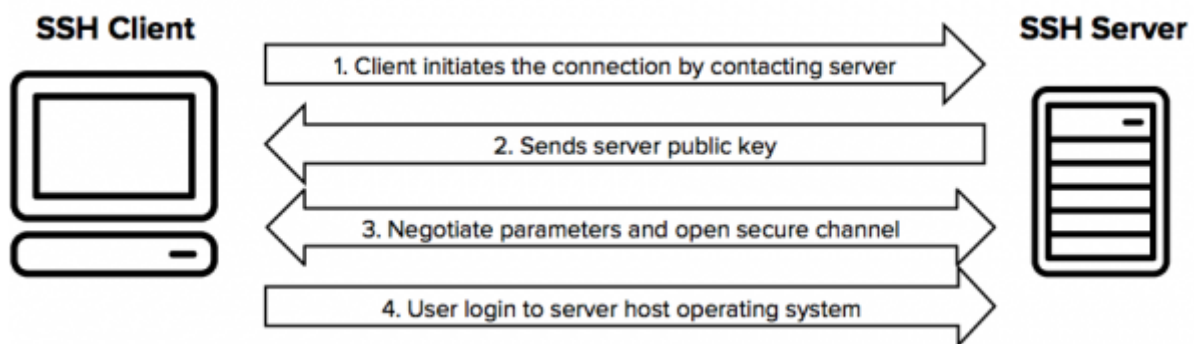 SSH Client
SSH Server
1. Client initiates the connection by contacting server
2. Sends server public key
3. Negotiate parameters and open secure channel
4. User login to server host operating system